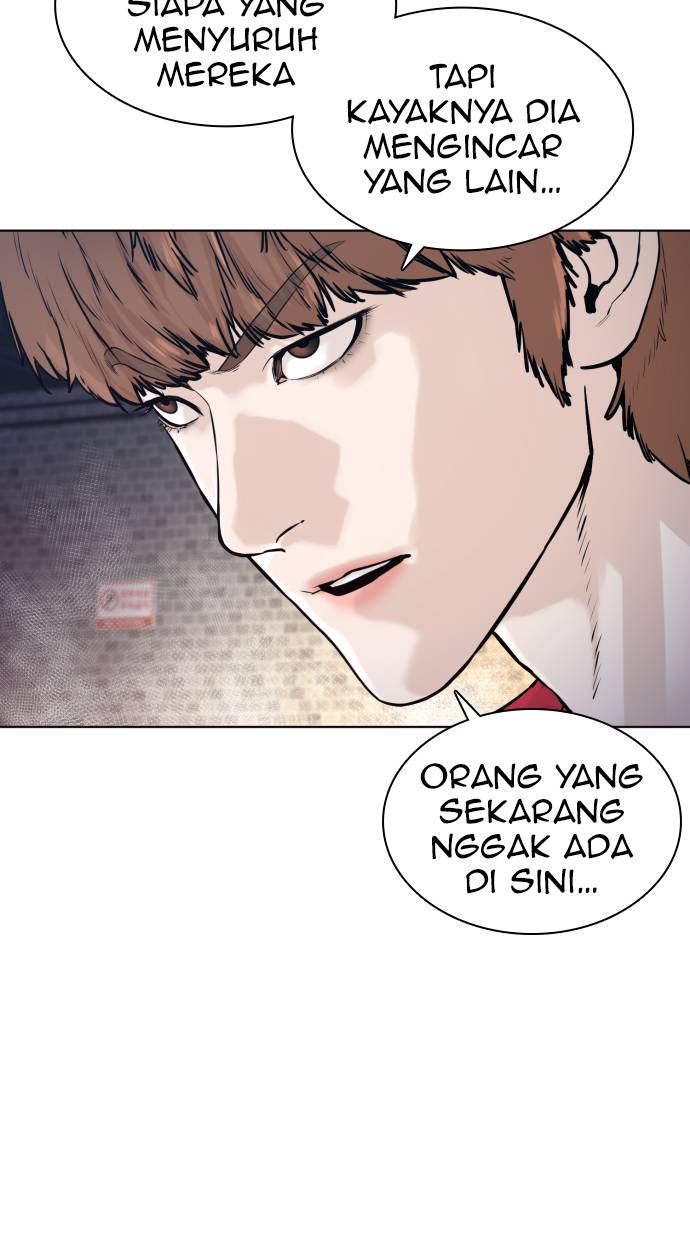 SIAPA YANG
MENYURUH
MEREKA
TAPI
KAYAKNYA DIA
MENGINCAR
YANG LAIN...
ORANG YANG
SEKARANG
NGGAK ADA
DI SINI...